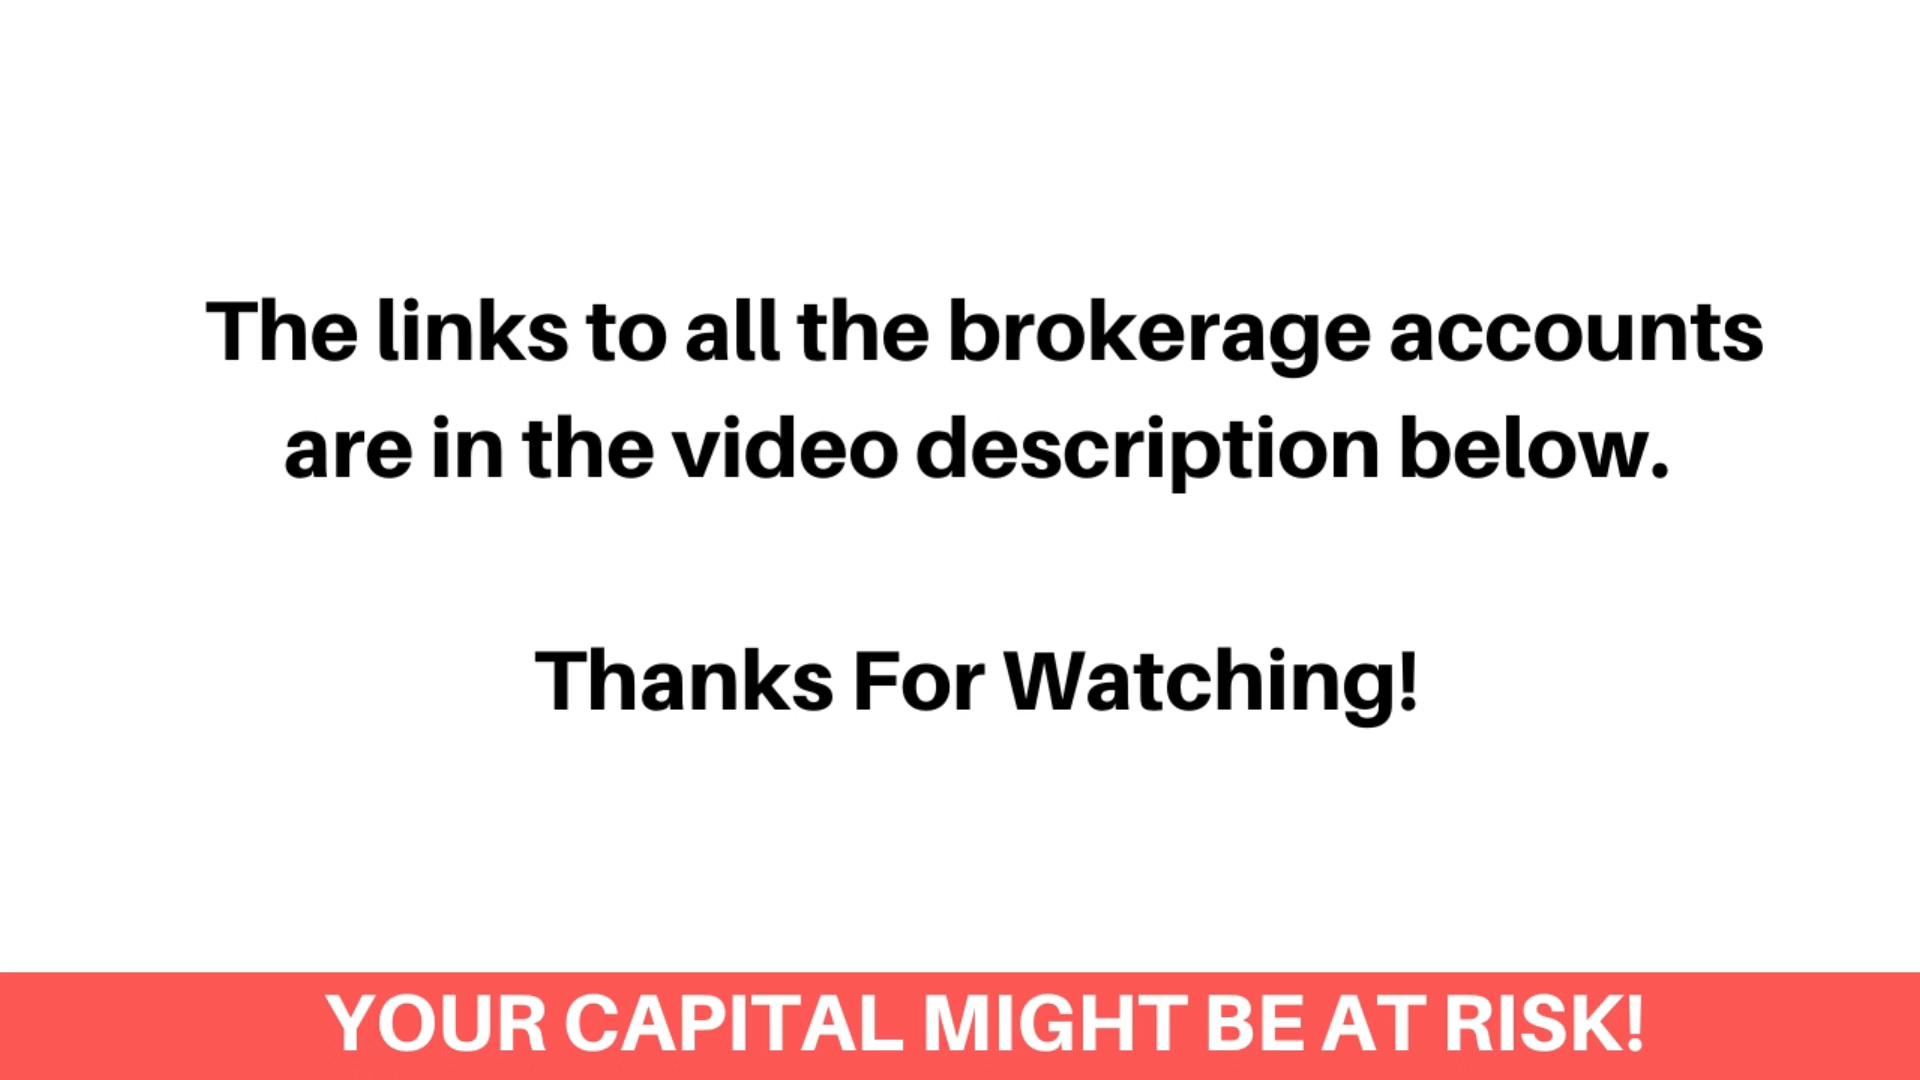 The links to all the brokerage accounts
are in the video description below.
Thanks For Watching!
YOUR CAPITAL MIGHT BE AT RISK!